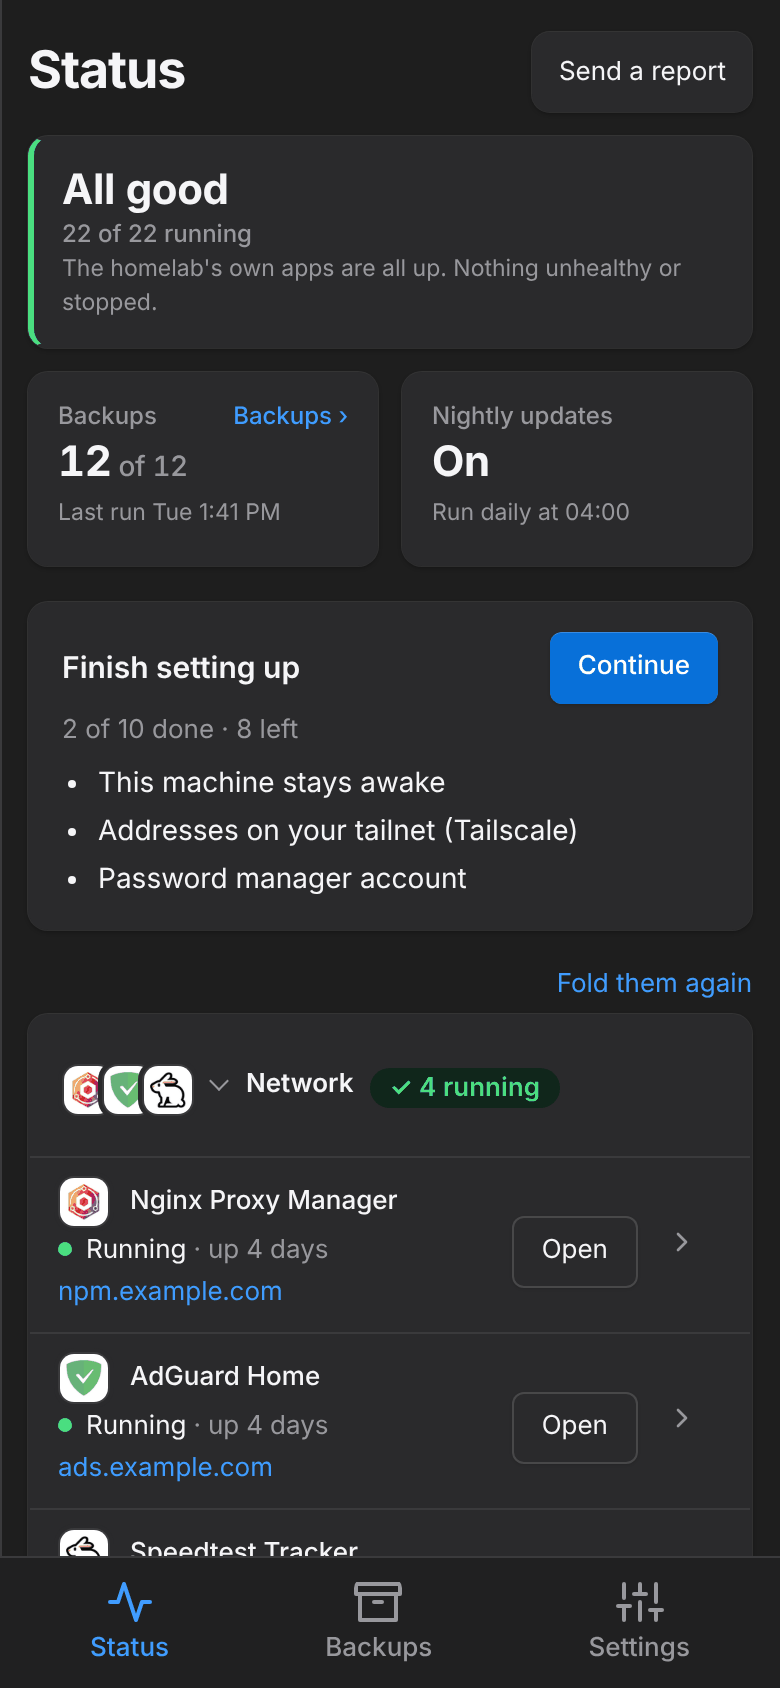 Status
Send a report
All good
22 of 22 running
The homelab's own apps are all up. Nothing unhealthy or
stopped.
Backups
Backups ›
12 of 12
Last run Tue 1:41 PM
Nightly updates
On
Run daily at 04:00
Finish setting up
Continue
2 of 10 done · 8 left
• This machine stays awake
• Addresses on your tailnet (Tailscale)
• Password manager account
Fold them again
Network
✓ 4 running
Nginx Proxy Manager
Running · up 4 days
npm.example.com
Open
AdGuard Home
Running · up 4 days
ads.example.com
Open
Speedtest Tracker
Status
Backups
Settings